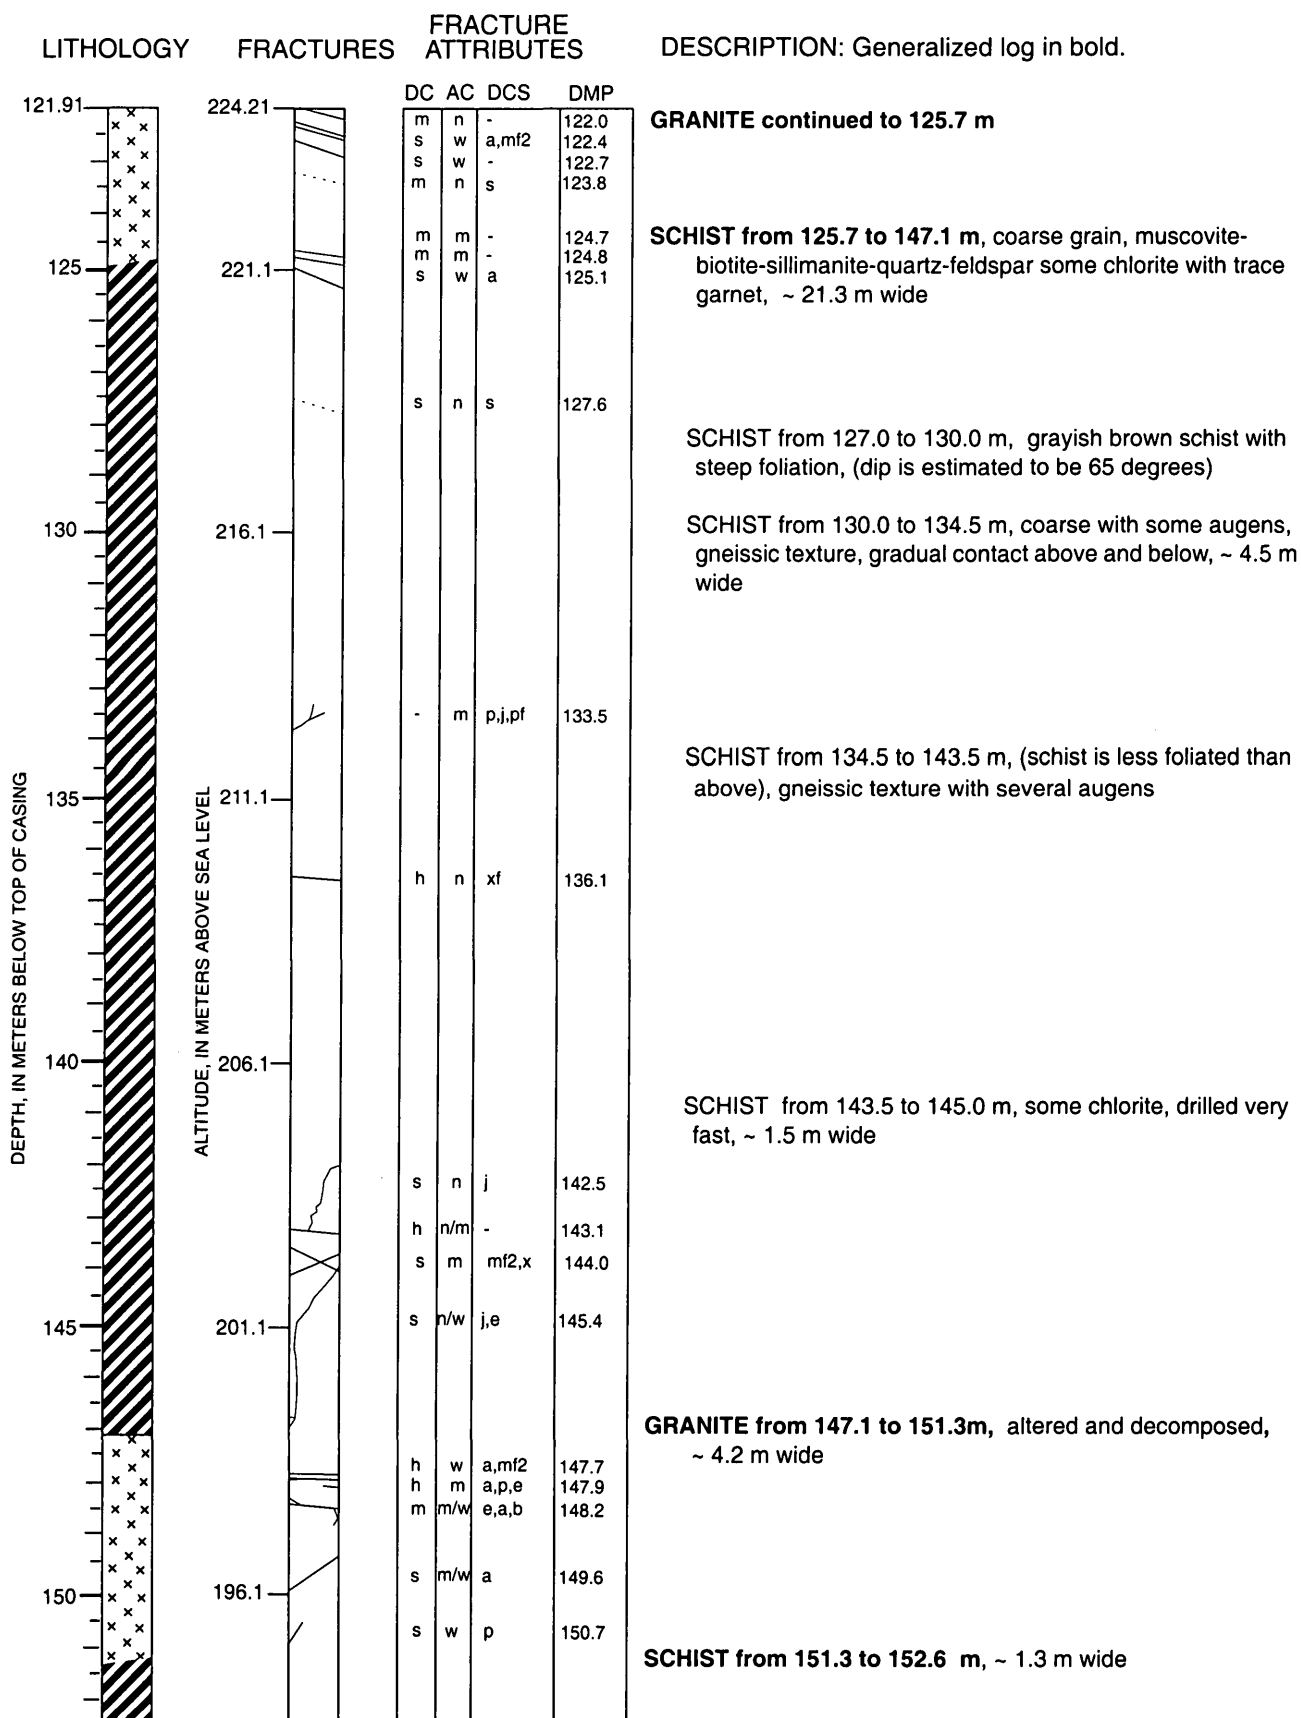 LITHOLOGY FRACTURES FRACTURE ATTRIBUTES DESCRIPTION: Generalized log in bold.
DC AC DCS DMP
121.91 224.21
m n - 122.0
GRANITE continued to 125.7 m
s w a,mf2 122.4
s w - 122.7
m n s 123.8
m m - 124.7
SCHIST from 125.7 to 147.1 m, coarse grain, muscovite-
m m - 124.8
biotite-sillimanite-quartz-feldspar some chlorite with trace
125 221.1 s w a 125.1
garnet, ~ 21.3 m wide
s n s 127.6
SCHIST from 127.0 to 130.0 m, grayish brown schist with
steep foliation, (dip is estimated to be 65 degrees)
130 216.1
SCHIST from 130.0 to 134.5 m, coarse with some augens,
gneissic texture, gradual contact above and below, ~ 4.5 m
wide
- m p,j,pf 133.5
SCHIST from 134.5 to 143.5 m, (schist is less foliated than
above), gneissic texture with several augens
135 211.1
h n xf 136.1
DEPTH, IN METERS BELOW TOP OF CASING
ALTITUDE, IN METERS ABOVE SEA LEVEL
140 206.1
SCHIST from 143.5 to 145.0 m, some chlorite, drilled very
fast, ~ 1.5 m wide
s n j 142.5
h n/m - 143.1
s m mf2,x 144.0
145 201.1 s n/w j,e 145.4
GRANITE from 147.1 to 151.3m, altered and decomposed,
~ 4.2 m wide
h w a,mf2 147.7
h m a,p,e 147.9
m m/w e,a,b 148.2
s m/w a 149.6
150 196.1
s w p 150.7
SCHIST from 151.3 to 152.6 m, ~ 1.3 m wide